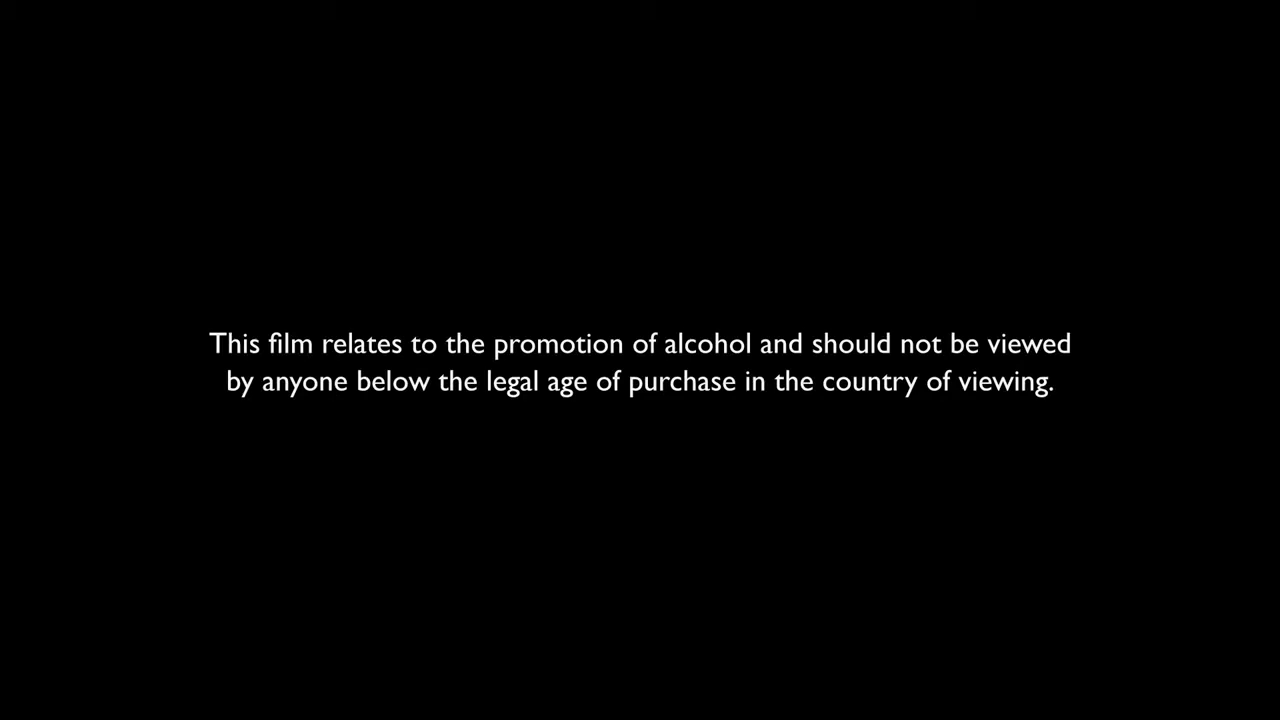 This film relates to the promotion of alcohol and should not be viewed
by anyone below the legal age of purchase in the country of viewing.